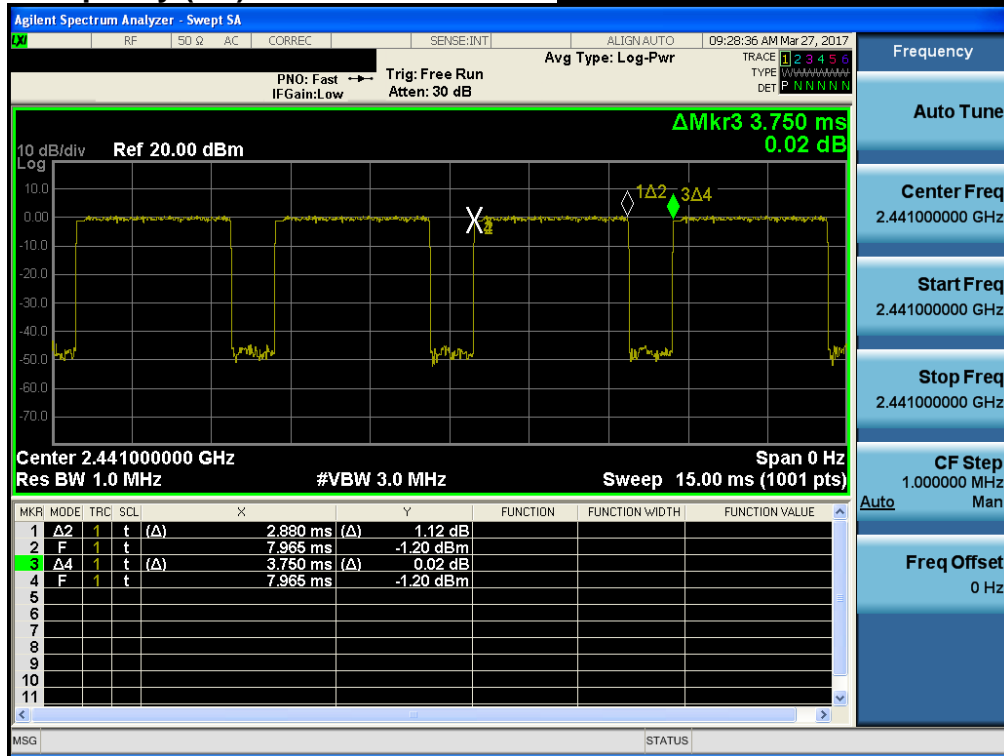 Agilent Spectrum Analyzer - Swept SA
LXI RF 50 Ω AC CORREC SENSE:INT ALIGN AUTO 09:28:36 AM Mar 27, 2017
Avg Type: Log-Pwr TRACE 1 2 3 4 5 6
PNO: Fast Trig: Free Run TYPE
IFGain:Low Atten: 30 dB DET P N N N N N
ΔMkr3 3.750 ms
0.02 dB
10 dB/div Ref 20.00 dBm
Log
10.0
0.00
-10.0
-20.0
-30.0
-40.0
-50.0
-60.0
-70.0
1Δ2 3Δ4
X
Center 2.441000000 GHz Span 0 Hz
Res BW 1.0 MHz #VBW 3.0 MHz Sweep 15.00 ms (1001 pts)
MKR MODE TRC SCL X Y FUNCTION FUNCTION WIDTH FUNCTION VALUE
1 Δ2 1 t (Δ) 2.880 ms (Δ) 1.12 dB
2 F 1 t 7.965 ms -1.20 dBm
3 Δ4 1 t (Δ) 3.750 ms (Δ) 0.02 dB
4 F 1 t 7.965 ms -1.20 dBm
5
6
7
8
9
10
11
MSG STATUS
Frequency
Auto Tune
Center Freq
2.441000000 GHz
Start Freq
2.441000000 GHz
Stop Freq
2.441000000 GHz
CF Step
1.000000 MHz
Auto Man
Freq Offset
0 Hz